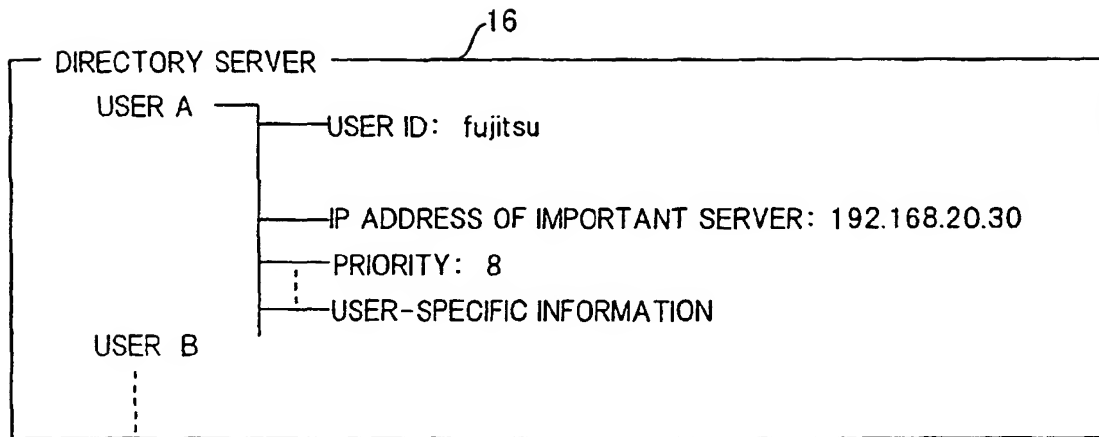 16
DIRECTORY SERVER
USER A
USER ID: fujitsu
IP ADDRESS OF IMPORTANT SERVER: 192.168.20.30
PRIORITY: 8
USER-SPECIFIC INFORMATION
USER B